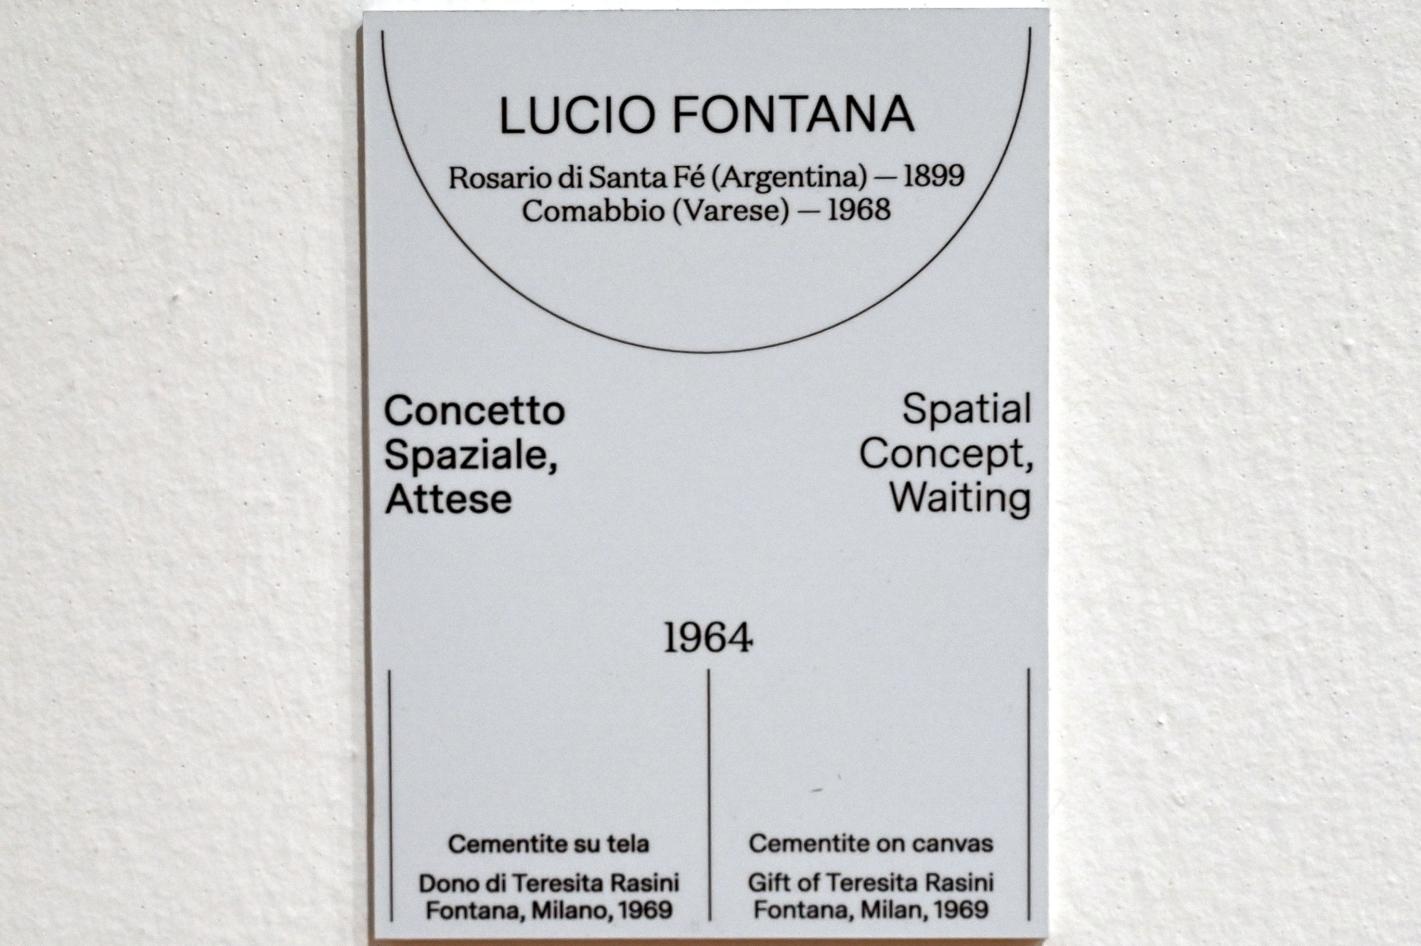 LUCIO FONTANA
Rosario di Santa Fé (Argentina) — 1899
Comabbio (Varese) — 1968
Concetto
Spaziale,
Attese
Spatial
Concept,
Waiting
1964
Cementite su tela
Dono di Teresita Rasini
Fontana, Milano, 1969
Cementite on canvas
Gift of Teresita Rasini
Fontana, Milan, 1969